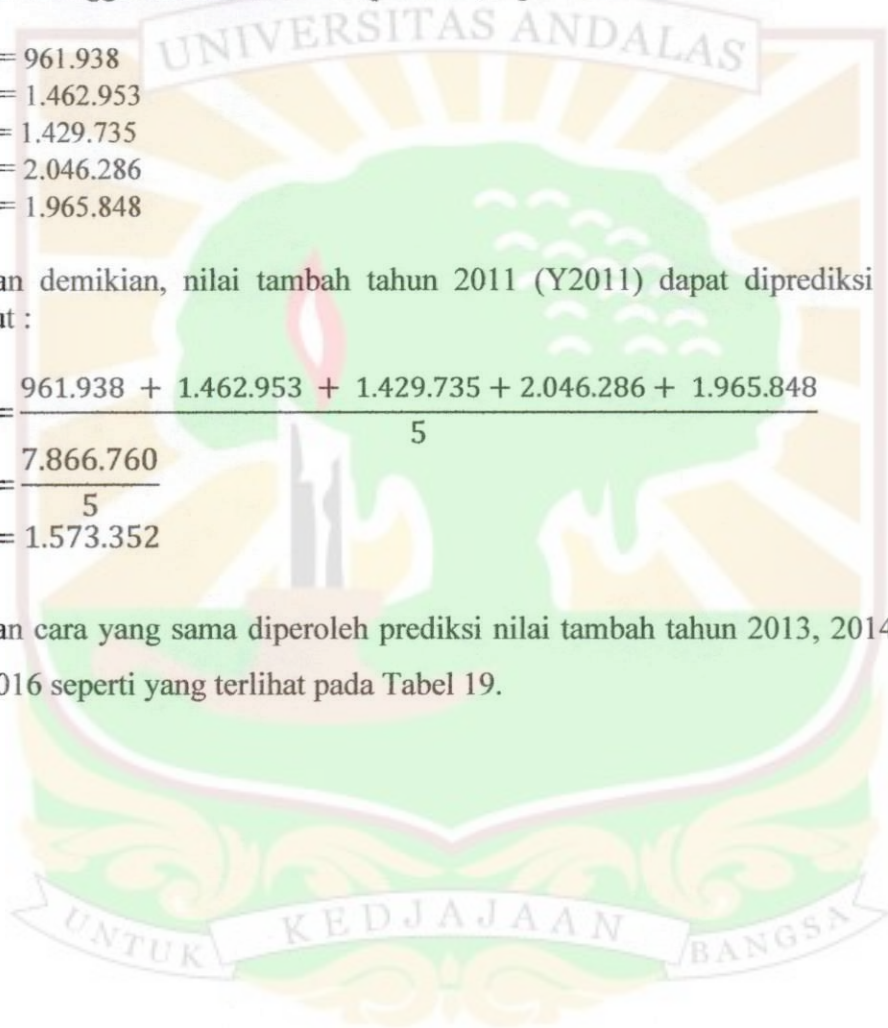 UNIVERSITAS ANDALAS
= 961.938
= 1.462.953
= 1.429.735
= 2.046.286
= 1.965.848
an demikian, nilai tambah tahun 2011 (Y2011) dapat diprediksi
ut :
= 961.938 + 1.462.953 + 1.429.735 + 2.046.286 + 1.965.848
5
= 7.866.760
5
= 1.573.352
an cara yang sama diperoleh prediksi nilai tambah tahun 2013, 2014
016 seperti yang terlihat pada Tabel 19.
UNTUK KEDJAJAAN BANGSA